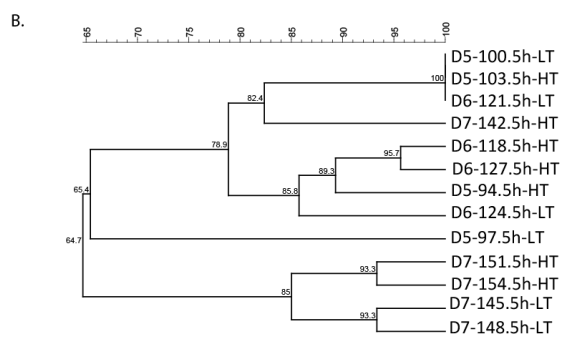 B.
65 70 75 80 85 90 95 100
D5-100.5h-LT
100 D5-103.5h-HT
D6-121.5h-LT
82.4
D7-142.5h-HT
78.9
D6-118.5h-HT
95.7
D6-127.5h-HT
89.3
D5-94.5h-HT
85.8
D6-124.5h-LT
65.4
D5-97.5h-LT
64.7
D7-151.5h-HT
93.3
D7-154.5h-HT
85
D7-145.5h-LT
93.3
D7-148.5h-LT